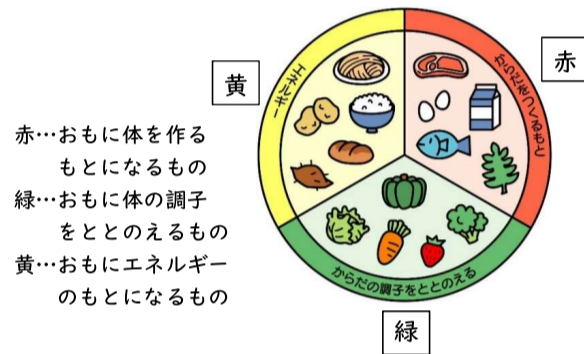 黄
赤
エネルギー
からだをつくるもと
からだの調子をととのえる
緑
赤…おもに体を作る
もとになるもの
緑…おもに体の調子
をととのえるもの
黄…おもにエネルギー
のもとになるもの